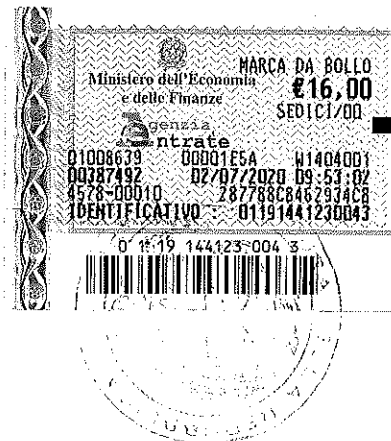 MARCA DA BOLLO
Ministero dell'Economia
e delle Finanze
€16,00
SEDICI/00
Agenzia
ntrate
01008639 00001E5A W1404001
00387492 02/07/2020 09:53:02
4578-00010 287788C8462934C8
IDENTIFICATIVO : 01191441230043
0 1 19 144123 004 3